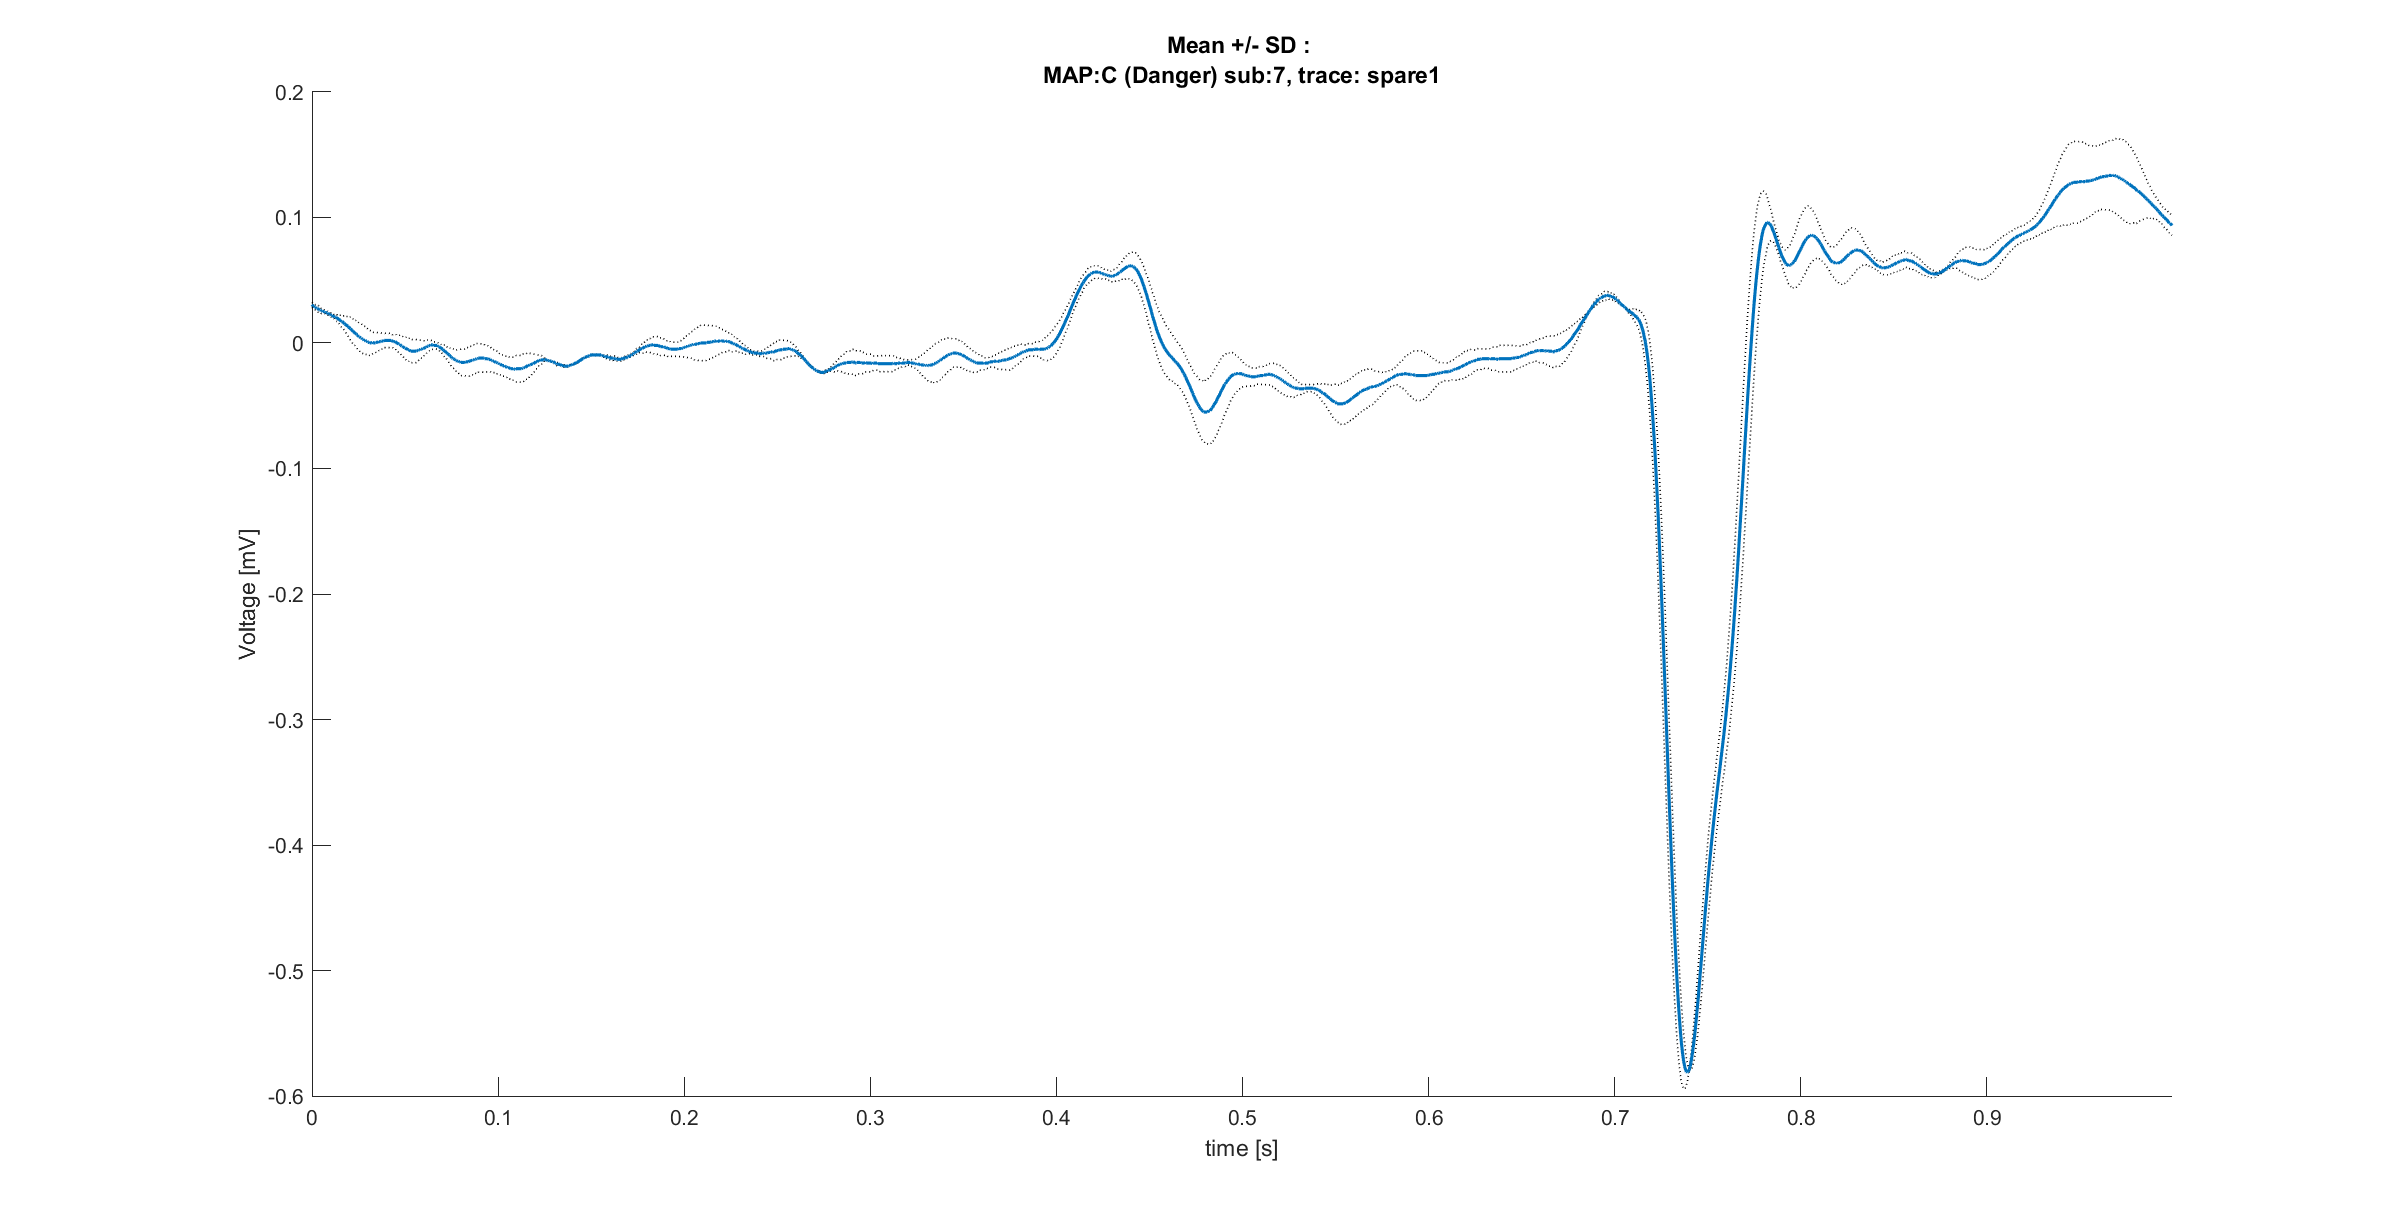 Mean +/- SD :
MAP:C (Danger) sub:7, trace: spare1
0.2
0.1
0
-0.1
-0.2
-0.3
-0.4
-0.5
-0.6
Voltage [mV]
0 0.1 0.2 0.3 0.4 0.5 0.6 0.7 0.8 0.9
time [s]